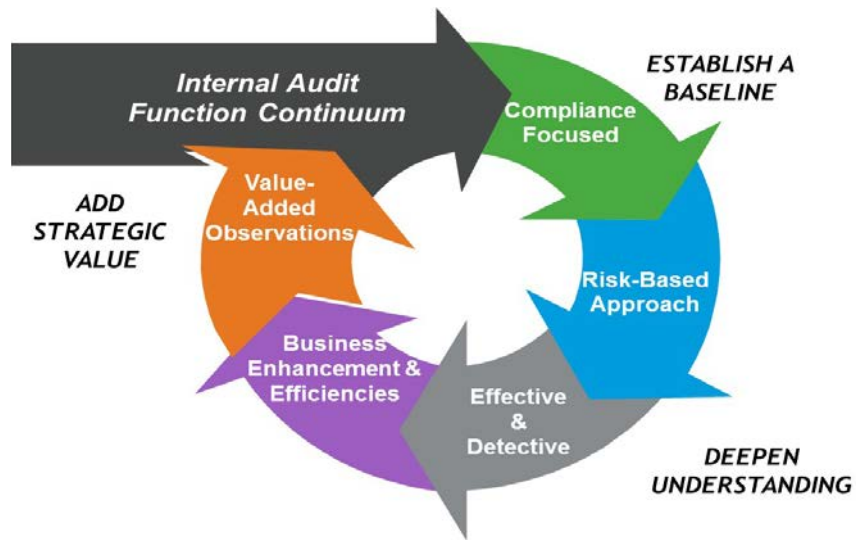 Internal Audit
Function Continuum
ESTABLISH A
BASELINE
Compliance
Focused
Risk-Based
Approach
DEEPEN
UNDERSTANDING
Effective
&
Detective
Business
Enhancement &
Efficiencies
Value-
Added
Observations
ADD
STRATEGIC
VALUE